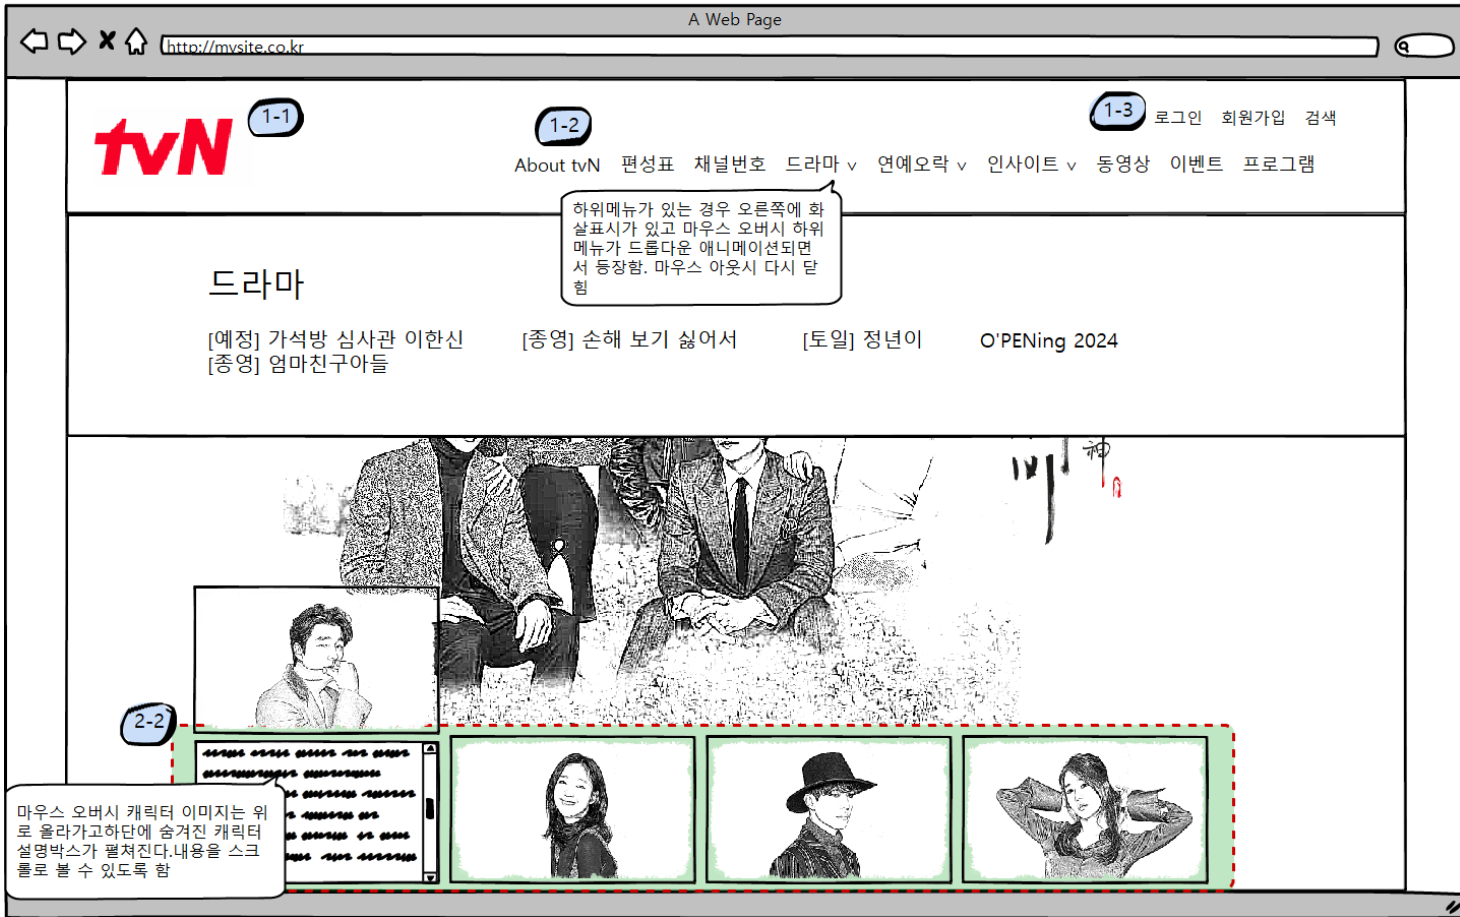 A Web Page
http://mysite.co.kr
tvN
1-1
1-2
1-3
로그인 회원가입 검색
About tvN 편성표 채널번호 드라마 ∨ 연예오락 ∨ 인사이트 ∨ 동영상 이벤트 프로그램
하위메뉴가 있는 경우 오른쪽에 화
살표시가 있고 마우스 오버시 하위
메뉴가 드롭다운 애니메이션되면
서 등장함. 마우스 아웃시 다시 닫
힘
드라마
[예정] 가석방 심사관 이한신 [종영] 손해 보기 싫어서 [토일] 정년이 O'PENing 2024
[종영] 엄마친구아들
神
2-2
마우스 오버시 캐릭터 이미지는 위
로 올라가고하단에 숨겨진 캐릭터
설명박스가 펼쳐진다.내용을 스크
롤로 볼 수 있도록 함